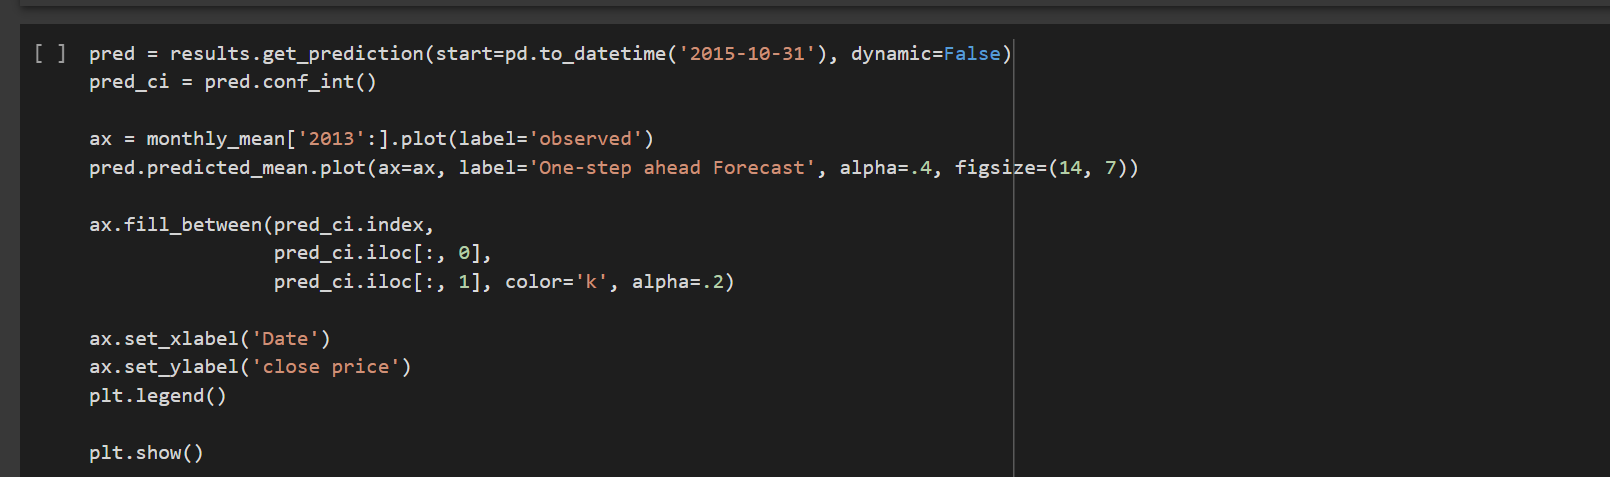 [ ] pred = results.get_prediction(start=pd.to_datetime('2015-10-31'), dynamic=False)
pred_ci = pred.conf_int()
ax = monthly_mean['2013':].plot(label='observed')
pred.predicted_mean.plot(ax=ax, label='One-step ahead Forecast', alpha=.4, figsize=(14, 7))
ax.fill_between(pred_ci.index,
pred_ci.iloc[:, 0],
pred_ci.iloc[:, 1], color='k', alpha=.2)
ax.set_xlabel('Date')
ax.set_ylabel('close price')
plt.legend()
plt.show()